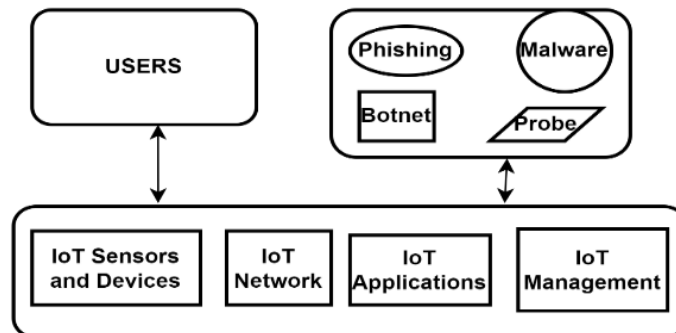 USERS
Phishing
Malware
Botnet
Probe
IoT Sensors
and Devices
IoT
Network
IoT
Applications
IoT
Management